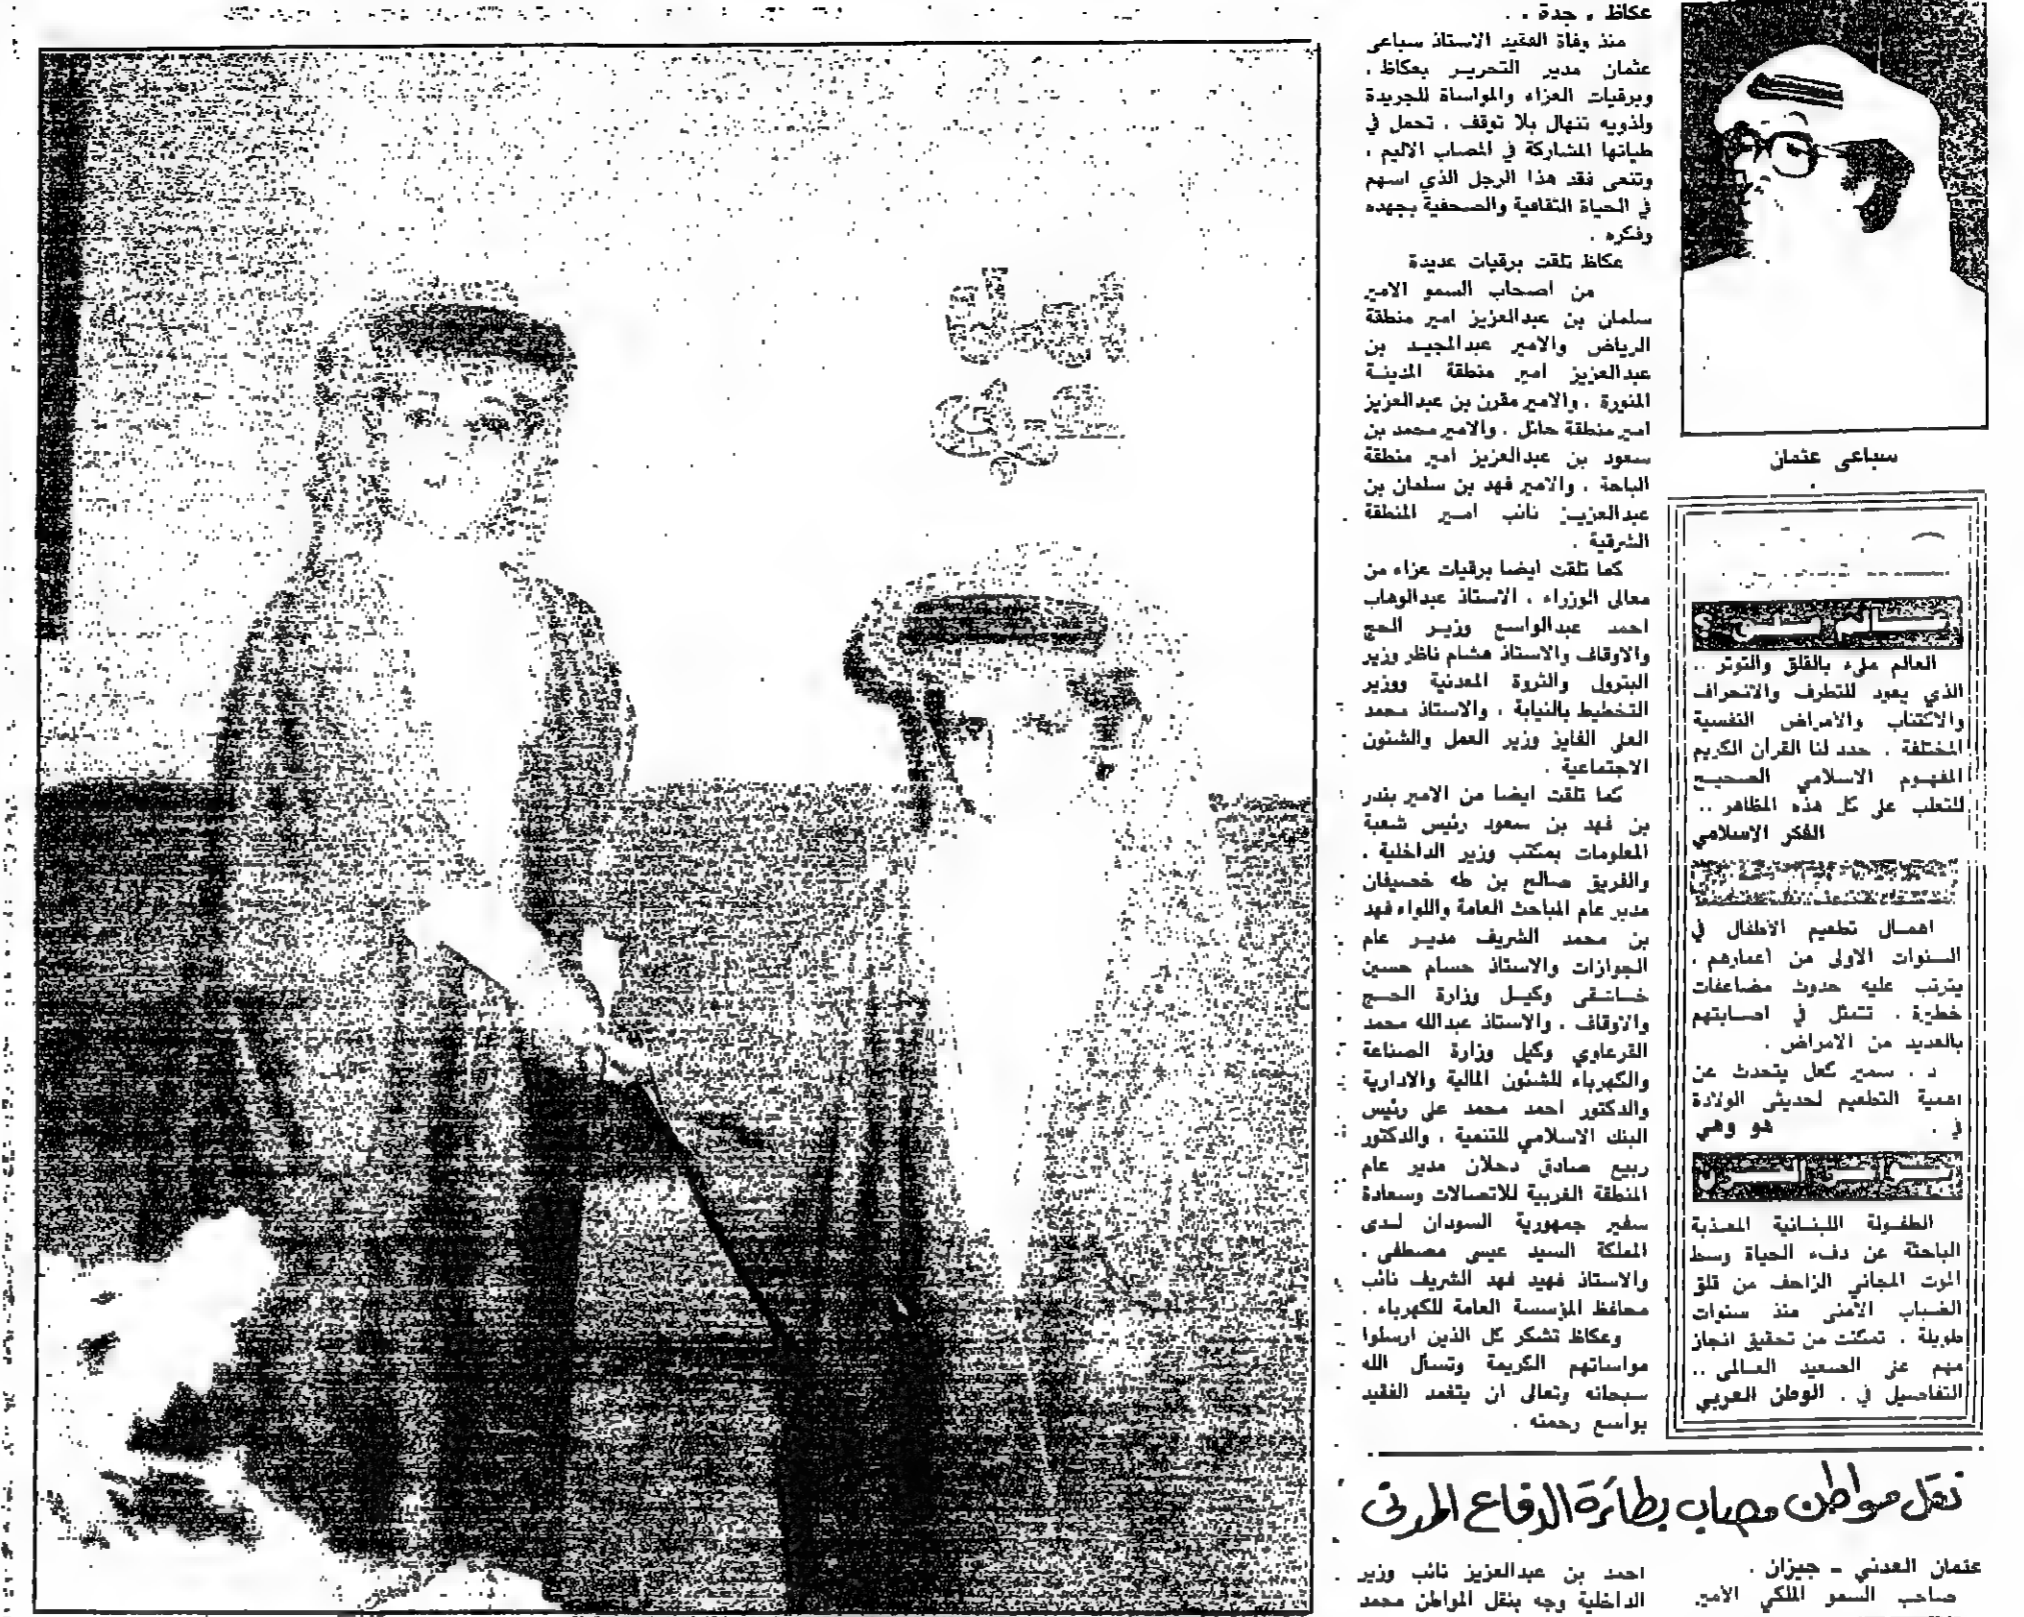 عكاظ ، جدة . .
منذ وفاة الفقيد الاستاذ سباعي
عثمان مدير التحرير بعكاظ ،
وبرقيات العزاء والمواساة للجريدة
ولذويه تنهال بلا توقف ، تحمل في
طياتها المشاركة في المصاب الاليم ،
وتنعى فقد هذا الرجل الذي اسهم
في الحياة الثقافية والصحفية بجهده
وفكره .
عكاظ تلقت برقيات عديدة
من اصحاب السمو الامير
سلمان بن عبدالعزيز امير منطقة
الرياض والامير عبدالمجيد بن
عبدالعزيز امير منطقة المدينة
المنورة ، والامير مقرن بن عبدالعزيز
امير منطقة حائل ، والامير محمد بن
سعود بن عبدالعزيز امير منطقة
الباحة ، والامير فهد بن سلمان بن
عبدالعزيز نائب امير المنطقة
الشرقية .
كما تلقت ايضا برقيات عزاء من
معالي الوزراء ، الاستاذ عبدالوهاب
احمد عبدالواسع وزير الحج
والاوقاف والاستاذ هشام ناظر وزير
البترول والثروة المعدنية ووزير
التخطيط بالنيابة ، والاستاذ محمد
العلي الفايز وزير العمل والشئون
الاجتماعية .
كما تلقت ايضا من الامير بندر
بن فهد بن سعود رئيس شعبة
المعلومات بمكتب وزير الداخلية ،
والفريق صالح بن طه خصيفان
مدير عام المباحث العامة واللواء فهد
بن محمد الشريف مدير عام
الجوازات والاستاذ حسام حسين
خاشقى وكيل وزارة الحج
والاوقاف ، والاستاذ عبدالله محمد
القرعاوي وكيل وزارة الصناعة
والكهرباء للشئون المالية والادارية
والدكتور احمد محمد علي رئيس
البنك الاسلامي للتنمية ، والدكتور
ربيع صادق دحلان مدير عام
المنطقة الغربية للاتصالات وسعادة
سفير جمهورية السودان لدى
المملكة السيد عيسى مصطفى ،
والاستاذ فهيد فهد الشريف نائب
محافظ المؤسسة العامة للكهرباء .
وعكاظ تشكر كل الذين ارسلوا
مواساتهم الكريمة وتسأل الله
سبحانه وتعالى ان يتغمد الفقيد
بواسع رحمته .
سباعي عثمان
العالم مليء بالقلق والتوتر ..
الذي يعود للتطرف والانحراف
والاكتئاب والامراض النفسية
المختلفة . حدد لنا القرآن الكريم
المفهوم الاسلامي الصحيح
للتغلب على كل هذه المظاهر ..
الفكر الاسلامي
اهمال تطعيم الاطفال في
السنوات الاولى من اعمارهم ،
يترتب عليه حدوث مضاعفات
خطيرة ، تتمثل في اصابتهم
بالعديد من الامراض .
د . سمير كعل يتحدث عن
اهمية التطعيم لحديثي الولادة
في . هو وهي
الطفولة اللبنانية المعذبة
الباحثة عن دفء الحياة وسط
الموت المجاني الزاحف من قلق
الضباب الامني منذ سنوات
طويلة ، تمكنت من تحقيق انجاز
مهم على الصعيد العالمي ..
التفاصيل في . الوطن العربي
نقل مواطن مصاب بطائرة الدفاع المدني
عثمان العدني ـ جيزان .
صاحب السمو الملكي الأمير
احمد بن عبدالعزيز نائب وزير
الداخلية وجه بنقل المواطن محمد